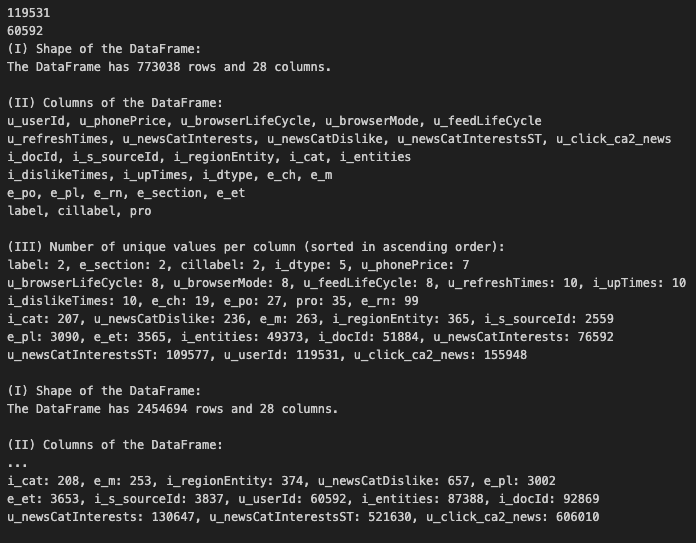 119531
60592
(I) Shape of the DataFrame:
The DataFrame has 773038 rows and 28 columns.
(II) Columns of the DataFrame:
u_userId, u_phonePrice, u_browserLifeCycle, u_browserMode, u_feedLifeCycle
u_refreshTimes, u_newsCatInterests, u_newsCatDislike, u_newsCatInterestsST, u_click_ca2_news
i_docId, i_s_sourceId, i_regionEntity, i_cat, i_entities
i_dislikeTimes, i_upTimes, i_dtype, e_ch, e_m
e_po, e_pl, e_rn, e_section, e_et
label, cillabel, pro
(III) Number of unique values per column (sorted in ascending order):
label: 2, e_section: 2, cillabel: 2, i_dtype: 5, u_phonePrice: 7
u_browserLifeCycle: 8, u_browserMode: 8, u_feedLifeCycle: 8, u_refreshTimes: 10, i_upTimes: 10
i_dislikeTimes: 10, e_ch: 19, e_po: 27, pro: 35, e_rn: 99
i_cat: 207, u_newsCatDislike: 236, e_m: 263, i_regionEntity: 365, i_s_sourceId: 2559
e_pl: 3090, e_et: 3565, i_entities: 49373, i_docId: 51884, u_newsCatInterests: 76592
u_newsCatInterestsST: 109577, u_userId: 119531, u_click_ca2_news: 155948
(I) Shape of the DataFrame:
The DataFrame has 2454694 rows and 28 columns.
(II) Columns of the DataFrame:
...
i_cat: 208, e_m: 253, i_regionEntity: 374, u_newsCatDislike: 657, e_pl: 3002
e_et: 3653, i_s_sourceId: 3837, u_userId: 60592, i_entities: 87388, i_docId: 92869
u_newsCatInterests: 130647, u_newsCatInterestsST: 521630, u_click_ca2_news: 606010